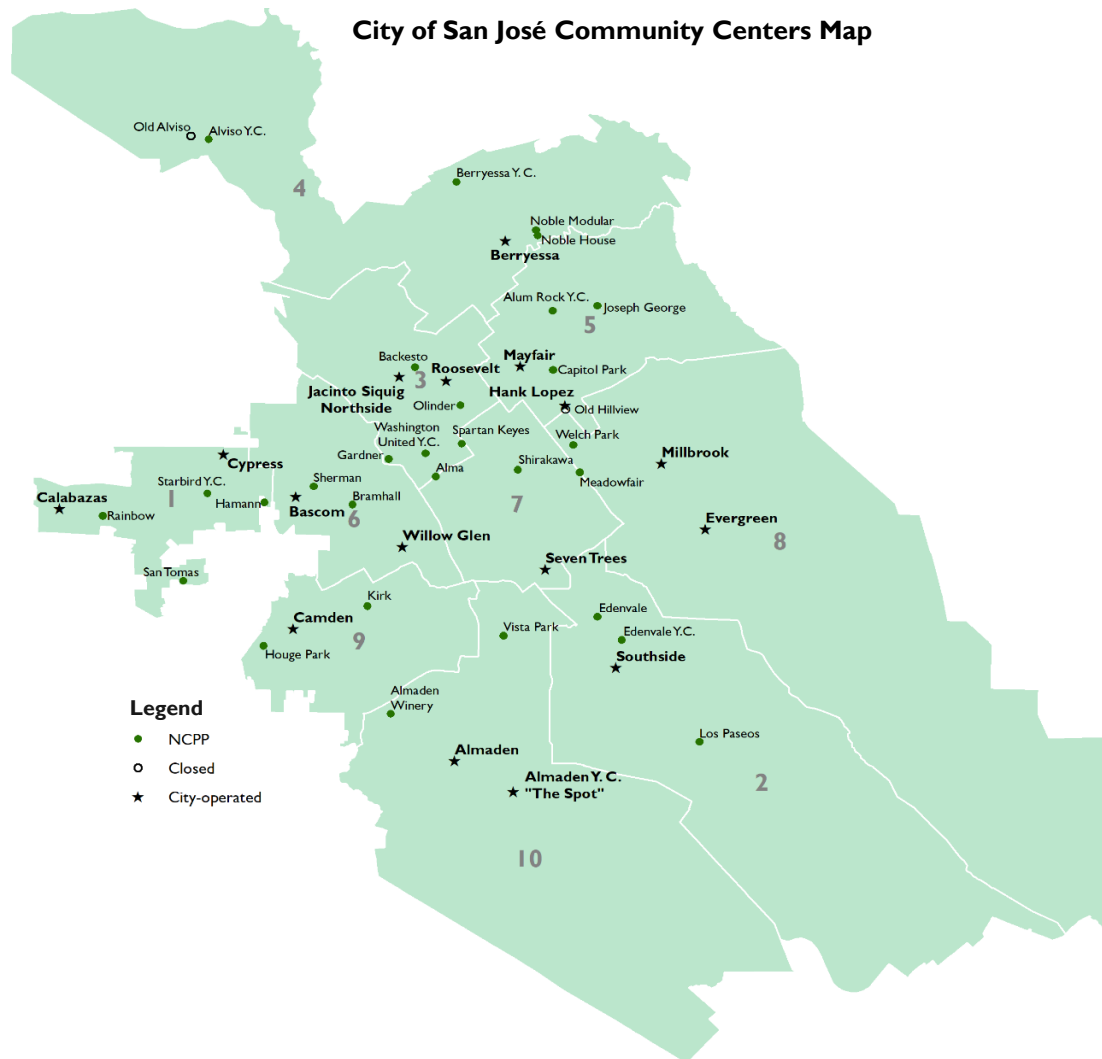 City of San José Community Centers Map
Old Alviso
Alviso Y.C.
4
Berryessa Y. C.
Noble Modular
Noble House
Berryessa
Alum Rock Y.C.
Joseph George
5
Backesto
3
Roosevelt
Mayfair
Capitol Park
Jacinto Siquig
Northside
Hank Lopez
Olinder
Old Hillview
Washington
United Y.C.
Spartan Keyes
Welch Park
Gardner
Alma
Shirakawa
Meadowfair
Millbrook
Cypress
Starbird Y.C.
Sherman
Calabazas
1
Hamann
Bramhall
7
Rainbow
Bascom
6
Evergreen
8
Willow Glen
Seven Trees
San Tomas
Kirk
Edenvale
Camden
9
Vista Park
Edenvale Y.C.
Houge Park
Southside
Almaden
Winery
Legend
NCPP
Closed
City-operated
Los Paseos
Almaden
Almaden Y. C.
"The Spot"
2
10